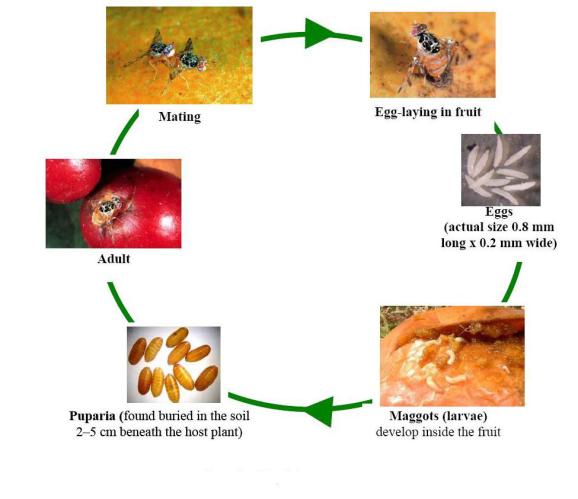 Mating
Egg-laying in fruit
Eggs
(actual size 0.8 mm
long x 0.2 mm wide)
Adult
Puparia (found buried in the soil
2–5 cm beneath the host plant)
Maggots (larvae)
develop inside the fruit